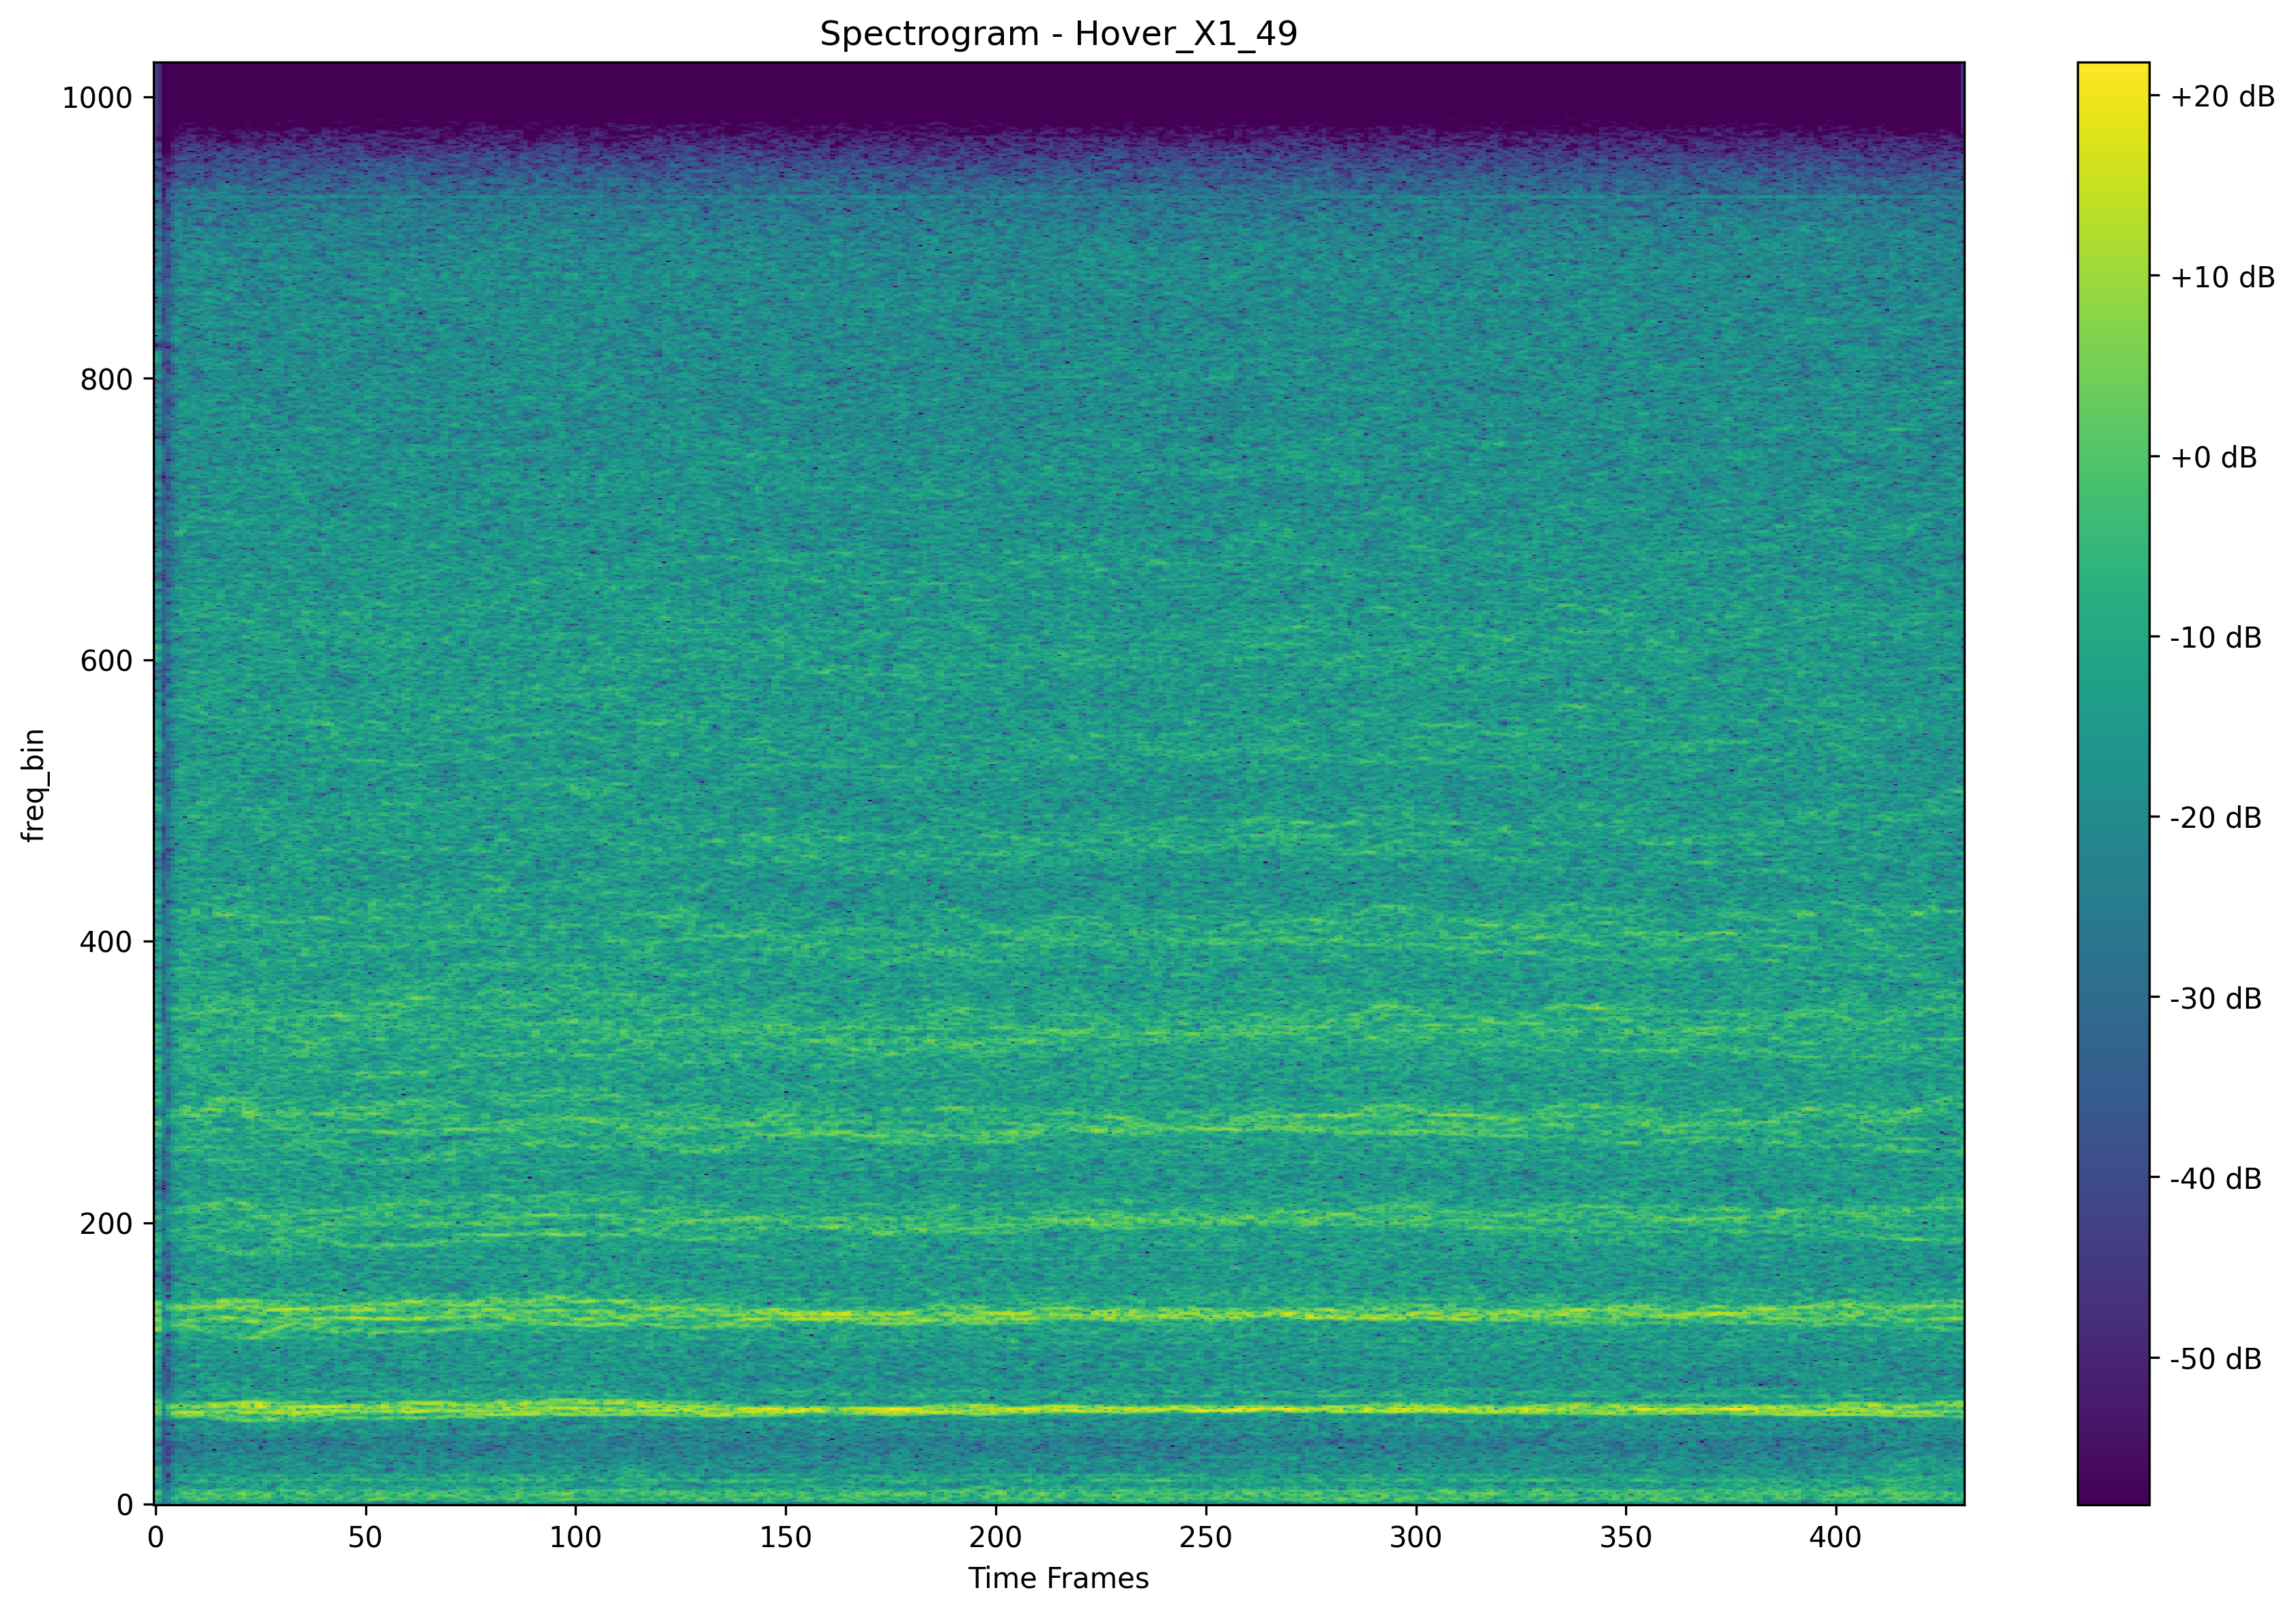 Spectrogram - Hover_X1_49
freq_bin
1000
800
600
400
200
0
0 50 100 150 200 250 300 350 400
Time Frames
+20 dB
+10 dB
+0 dB
-10 dB
-20 dB
-30 dB
-40 dB
-50 dB